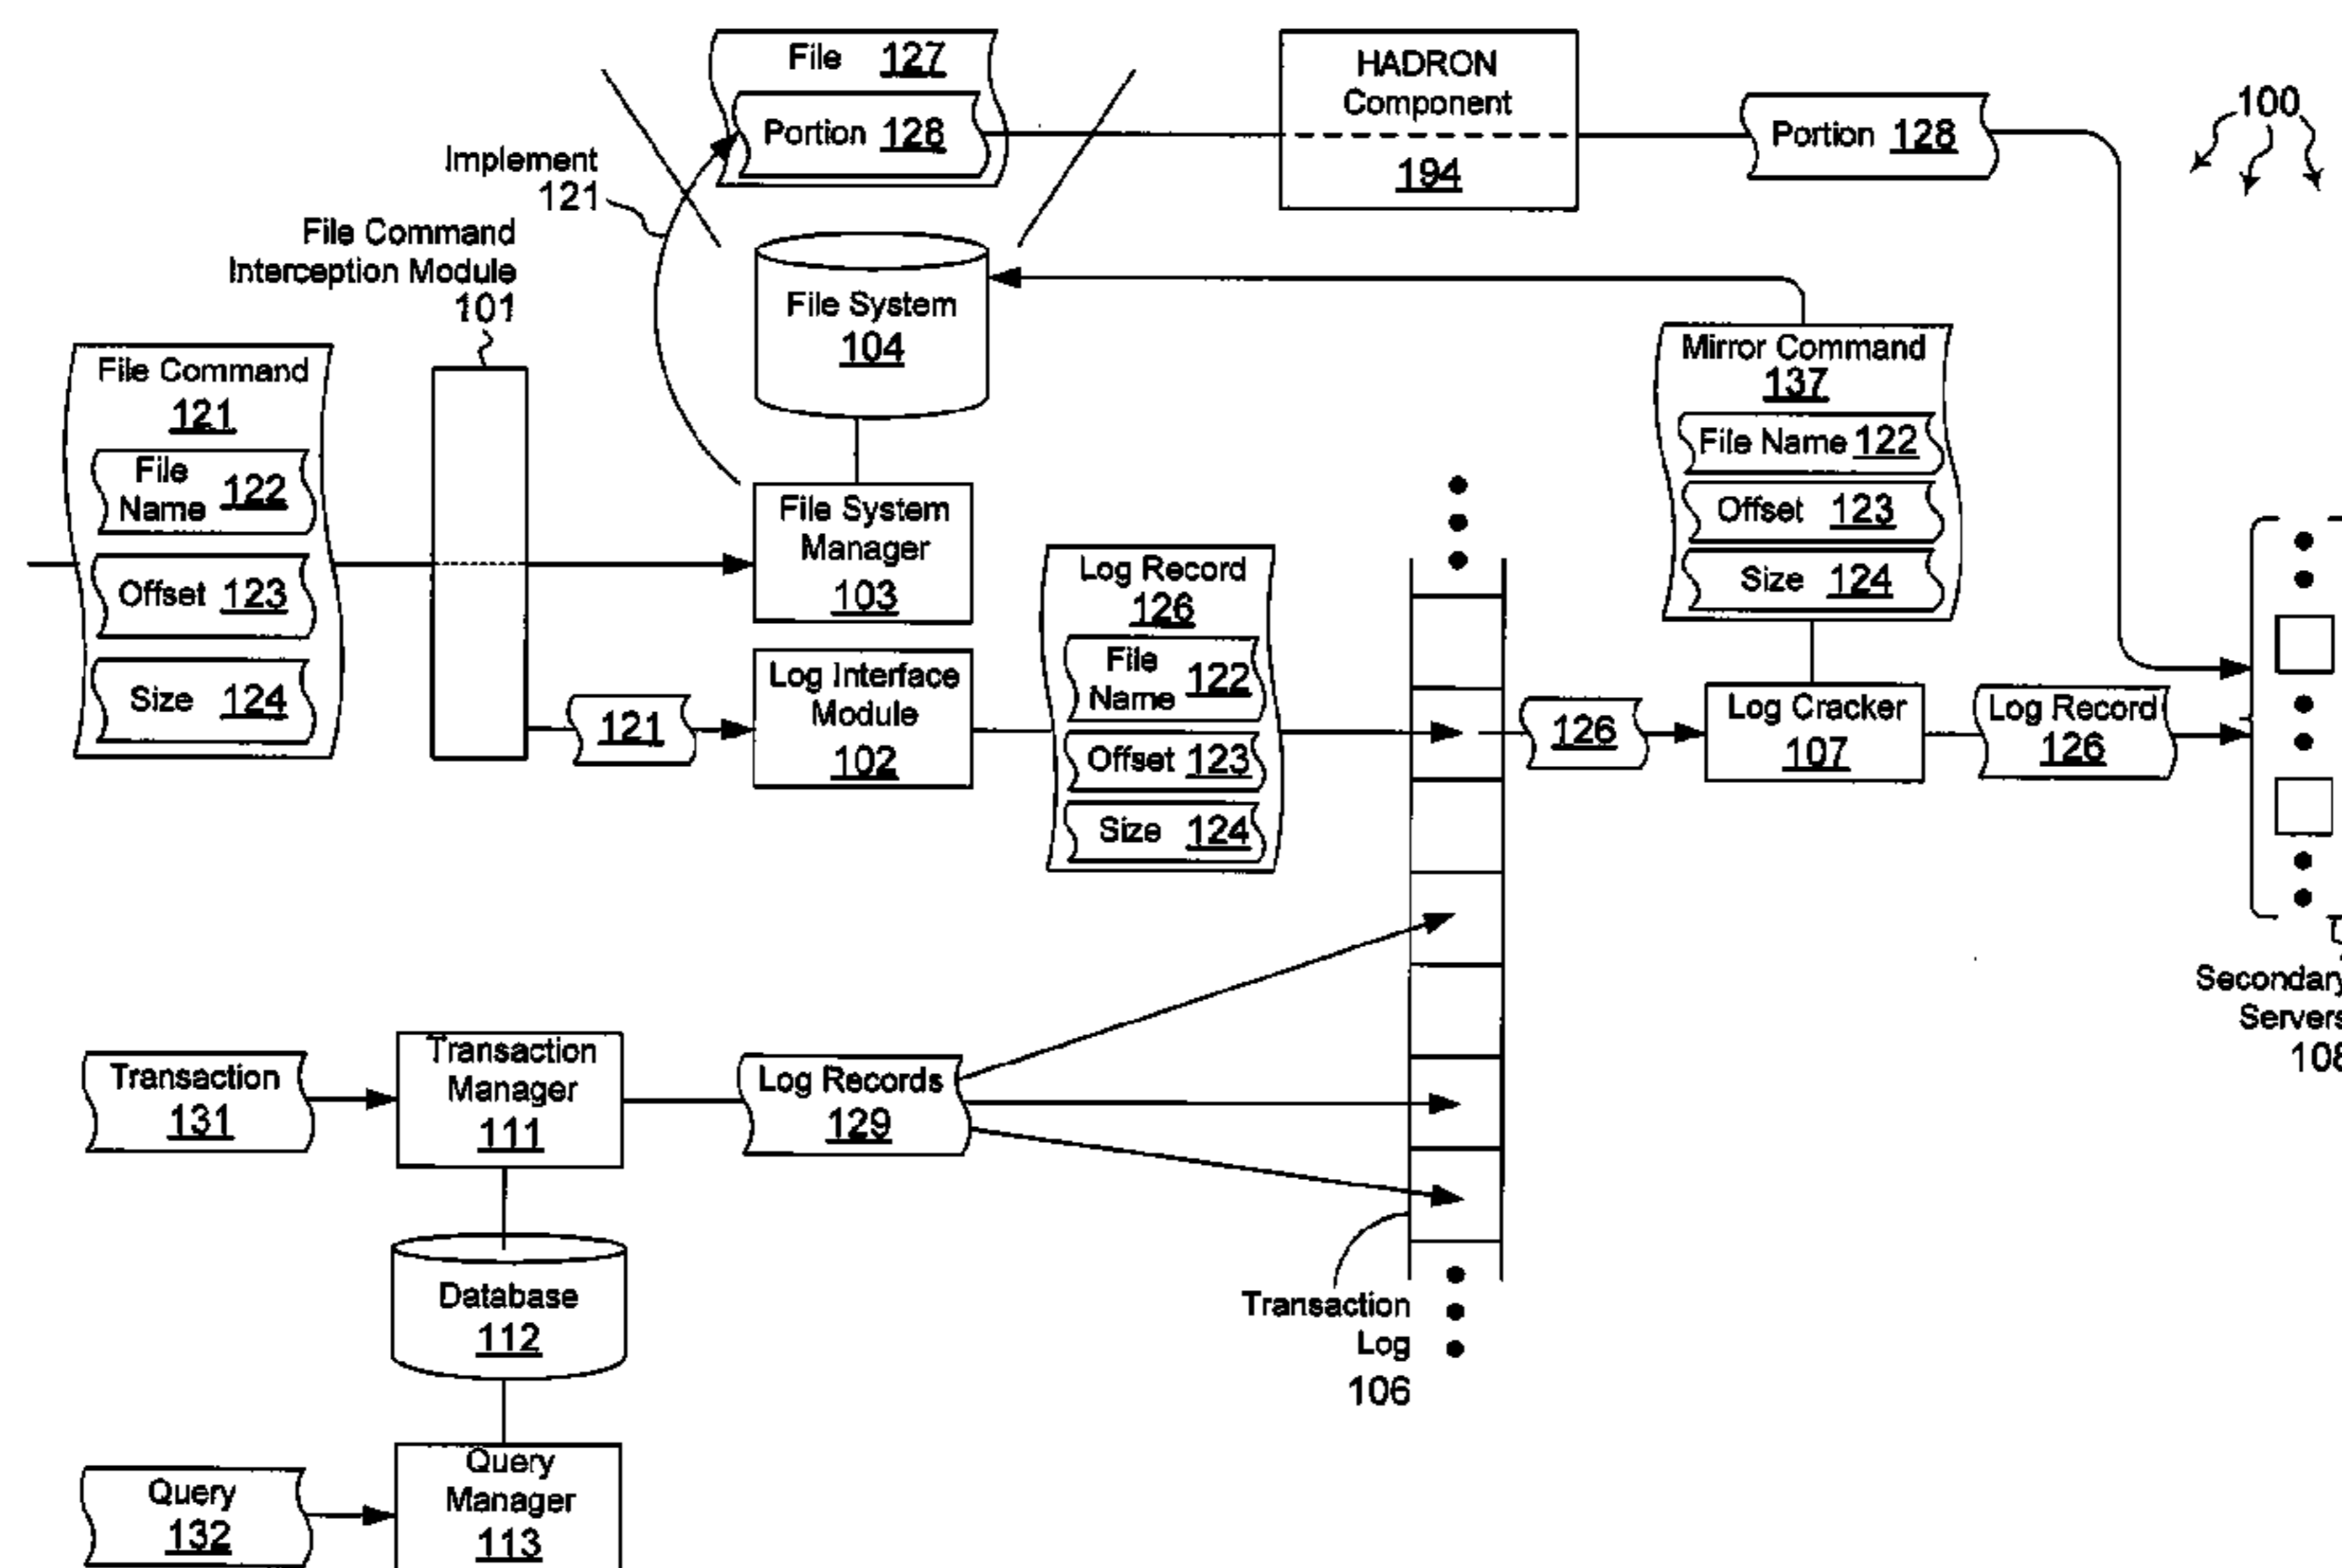 File 127
Portion 128
HADRON
Component
194
Portion 128
100
Implement
121
File Command
Interception Module
101
File System
104
File Command
121
File
Name 122
Offset 123
Size 124
Mirror Command
137
File Name 122
Offset 123
Size 124
File System
Manager
103
Log Record
126
File
Name 122
Offset 123
Size 124
Log Interface
Module
102
121
126
Log Cracker
107
Log Record
126
Secondary
Servers
108
Transaction
131
Transaction
Manager
111
Log Records
129
Database
112
Transaction
Log
106
Query
132
Query
Manager
113